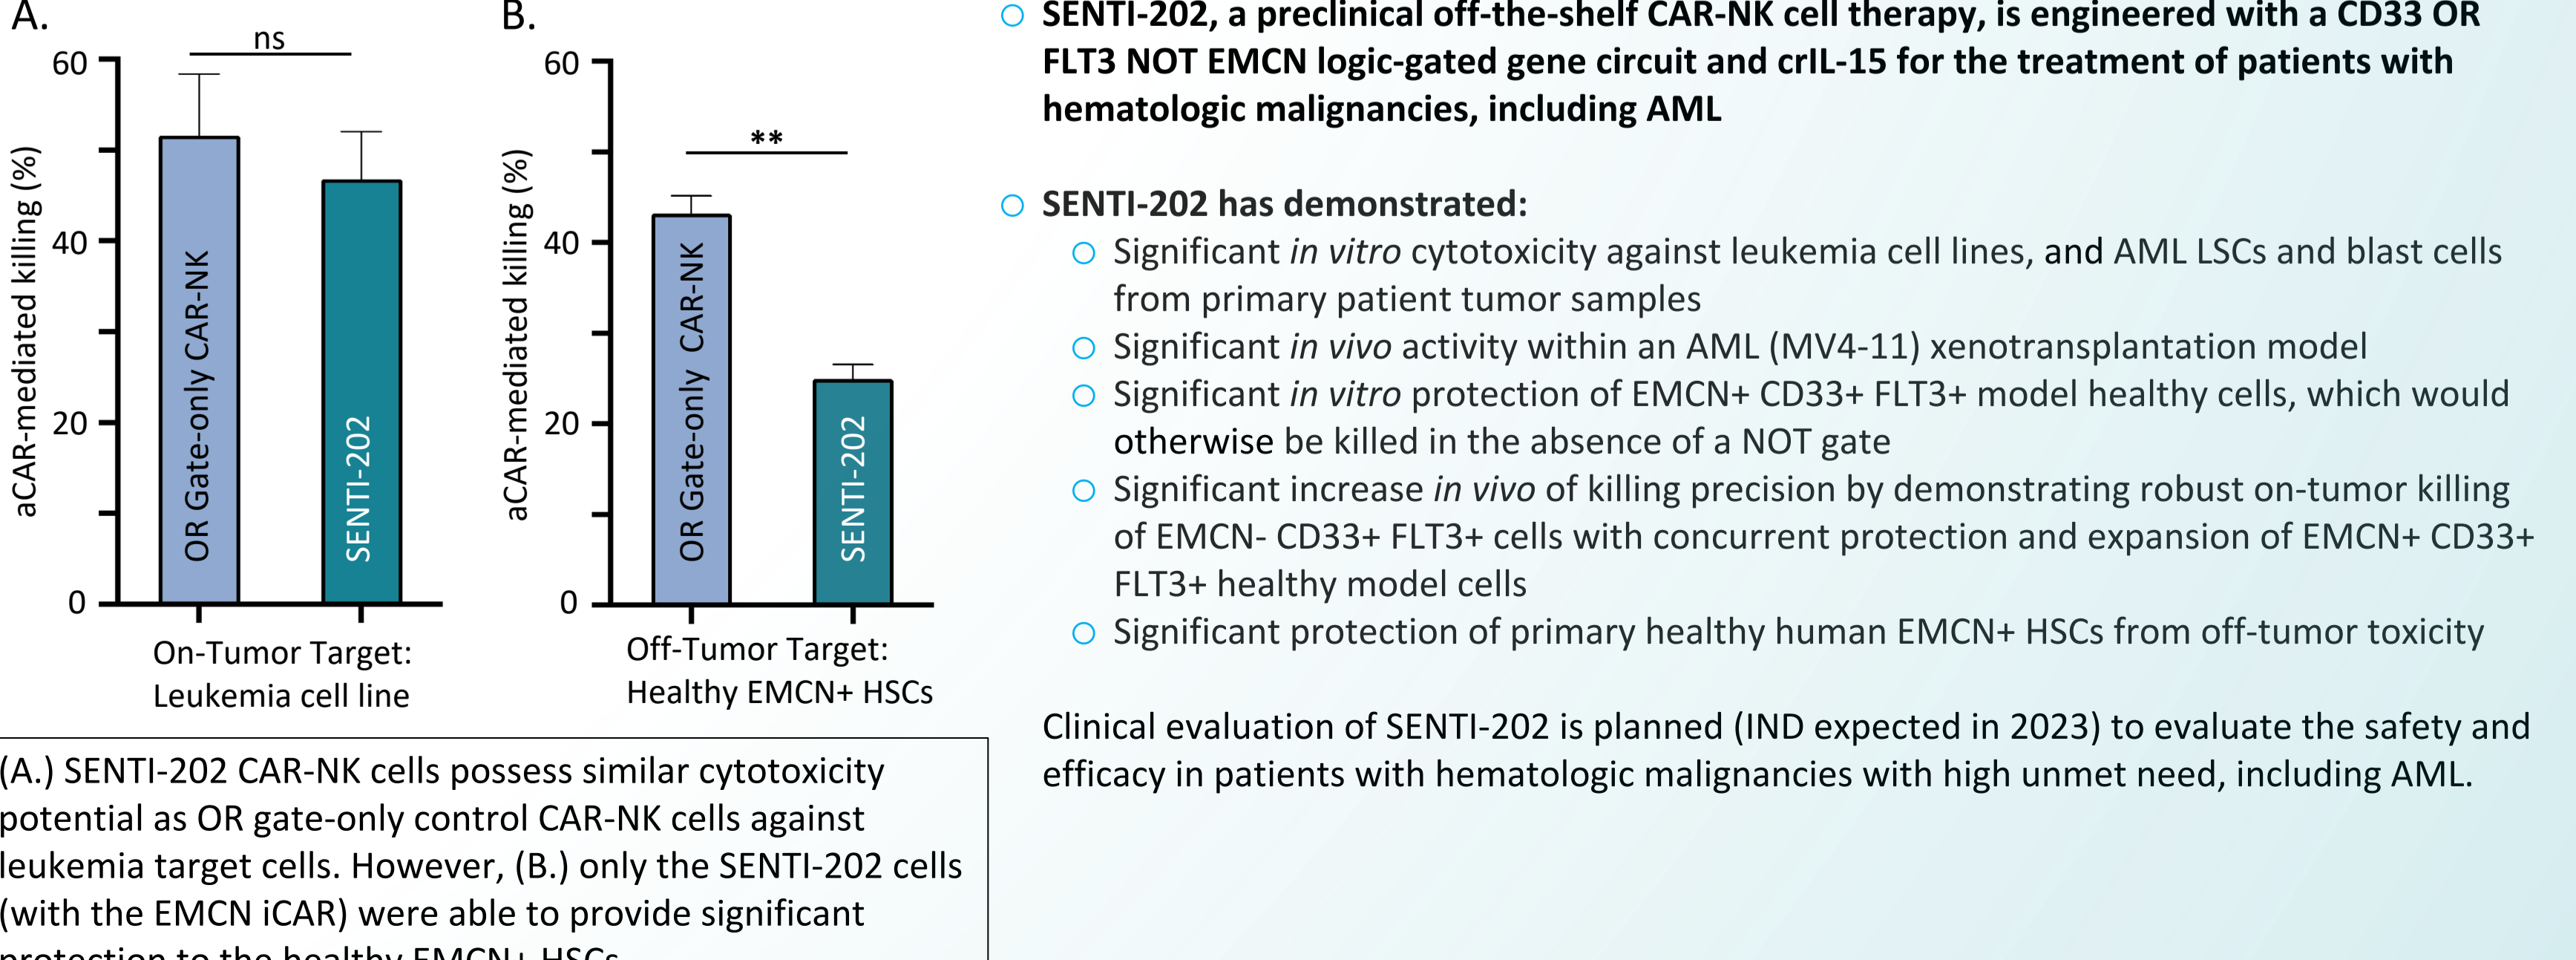 A.
ns
60
40
20
0
aCAR-mediated killing (%)
OR Gate-only CAR-NK
SENTI-202
On-Tumor Target:
Leukemia cell line
B.
**
60
40
20
0
aCAR-mediated killing (%)
OR Gate-only CAR-NK
SENTI-202
Off-Tumor Target:
Healthy EMCN+ HSCs
(A.) SENTI-202 CAR-NK cells possess similar cytotoxicity
potential as OR gate-only control CAR-NK cells against
leukemia target cells. However, (B.) only the SENTI-202 cells
(with the EMCN iCAR) were able to provide significant
protection to the healthy EMCN+ HSCs
○ SENTI-202, a preclinical off-the-shelf CAR-NK cell therapy, is engineered with a CD33 OR
FLT3 NOT EMCN logic-gated gene circuit and crIL-15 for the treatment of patients with
hematologic malignancies, including AML
○ SENTI-202 has demonstrated:
○ Significant in vitro cytotoxicity against leukemia cell lines, and AML LSCs and blast cells
from primary patient tumor samples
○ Significant in vivo activity within an AML (MV4-11) xenotransplantation model
○ Significant in vitro protection of EMCN+ CD33+ FLT3+ model healthy cells, which would
otherwise be killed in the absence of a NOT gate
○ Significant increase in vivo of killing precision by demonstrating robust on-tumor killing
of EMCN- CD33+ FLT3+ cells with concurrent protection and expansion of EMCN+ CD33+
FLT3+ healthy model cells
○ Significant protection of primary healthy human EMCN+ HSCs from off-tumor toxicity
Clinical evaluation of SENTI-202 is planned (IND expected in 2023) to evaluate the safety and
efficacy in patients with hematologic malignancies with high unmet need, including AML.